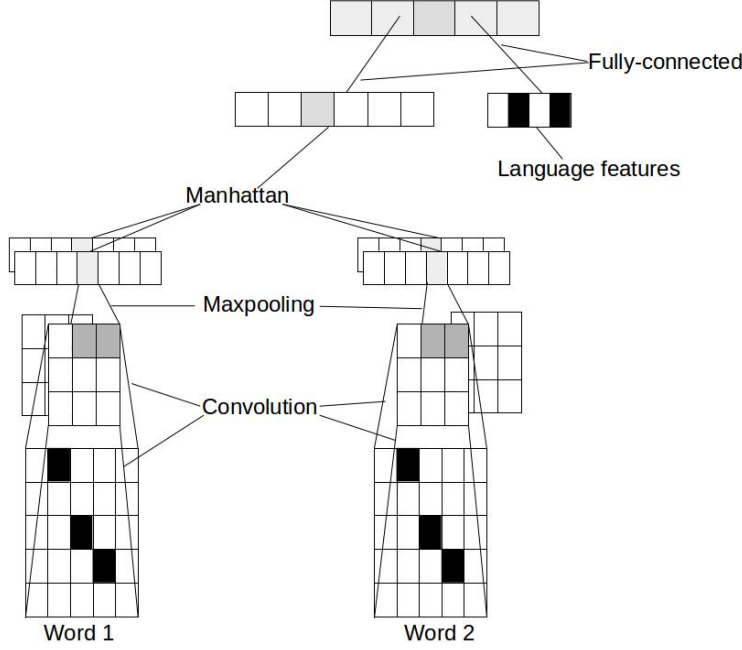 Fully-connected
Language features
Manhattan
Maxpooling
Convolution
Word 1
Word 2